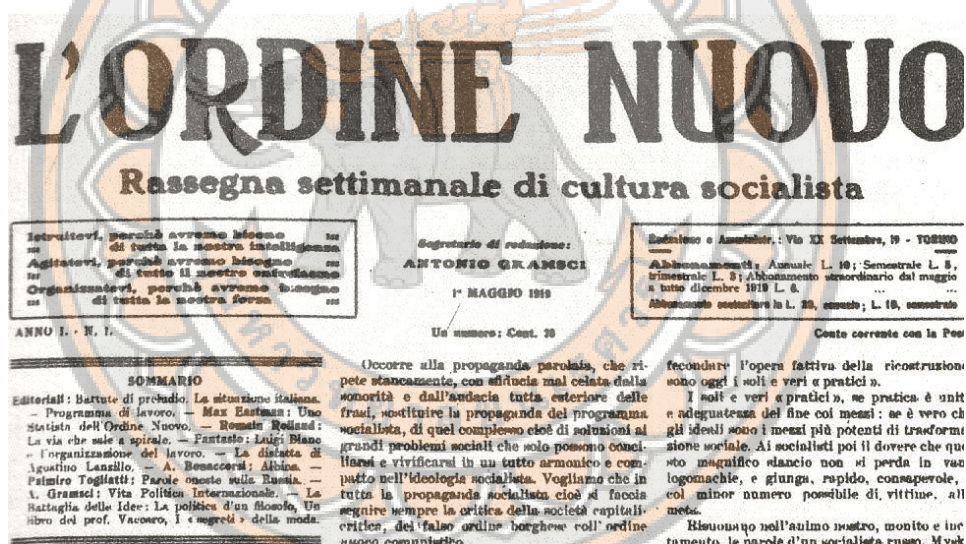 L'ORDINE NUOVO
Rassegna settimanale di cultura socialista
Istruitevi, perchè avremo bisogno
di tutta la nostra intelligenza
Agitatevi, perchè avremo bisogno
di tutto il nostro entusiasmo
Organizzatevi, perchè avremo bisogno
di tutta la nostra forza
Segretario di redazione:
ANTONIO GRAMSCI
1º MAGGIO 1919
Un numero: Cent. 20
Redazione e Amministr.: Via XX Settembre, 19 - TORINO
Abbonamenti: Annuale L. 10; Semestrale L. 5,
trimestrale L. 3; Abbonamento straordinario dal maggio
a tutto dicembre 1919 L. 6.
Abbonamento sostenitore L. 20, annuale; L. 10, semestrale
ANNO I. - N. 1.
Conto corrente con la Post
SOMMARIO
Editoriali: Battute di preludio. La situazione italiana.
– Programma di lavoro. – Max Eastman: Uno
Statista dell'Ordine Nuovo. – Romain Rolland:
La via che sale a spirale. – Fantasio: Luigi Blanc
e l'organizzazione del lavoro. – La disfatta di
Agostino Lanzillo. – A. Bonaccorsi: Albina. –
Palmiro Togliatti: Parole oneste sulla Russia. –
A. Gramsci: Vita Politica Internazionale. – La
Battaglia delle Idee: La politica d'un filosofo, Un
libro del prof. Vacouro, I « segreti » della moda.
Occorre alla propaganda parolaia, che ri-
pete stancamente, con sfiducia mal celata dalla
sonorità e dall'audacia tutta esteriore delle
frasi, sostituire la propaganda del programma
socialista, di quel complesso cioè di soluzioni ai
grandi problemi sociali che solo possono conci-
liarsi e vivificarsi in un tutto armonico e com-
patto nell'ideologia socialista. Vogliamo che in
tutta la propaganda socialista cioè si faccia
seguire sempre la critica della società capitali-
critica, del falso ordine borghese coll'ordine
nuovo comunistico.
fecondare l'opera fattiva della ricostruzione
sono oggi i soli e veri « pratici ».
I soli e veri « pratici », se pratica è unit
e adeguatezza del fine coi mezzi: se è vero ch
gli ideali sono i mezzi più potenti di trasforma
zione sociale. Ai socialisti poi il dovere che que
sto magnifico slancio non si perda in van
logomachie, e giunga, rapido, consapevole,
col minor numero possibile di vittime, all
meta.
Risuonano nell'animo nostro, monito e inc
tamento, le parole d'un socialista russo, Mysk